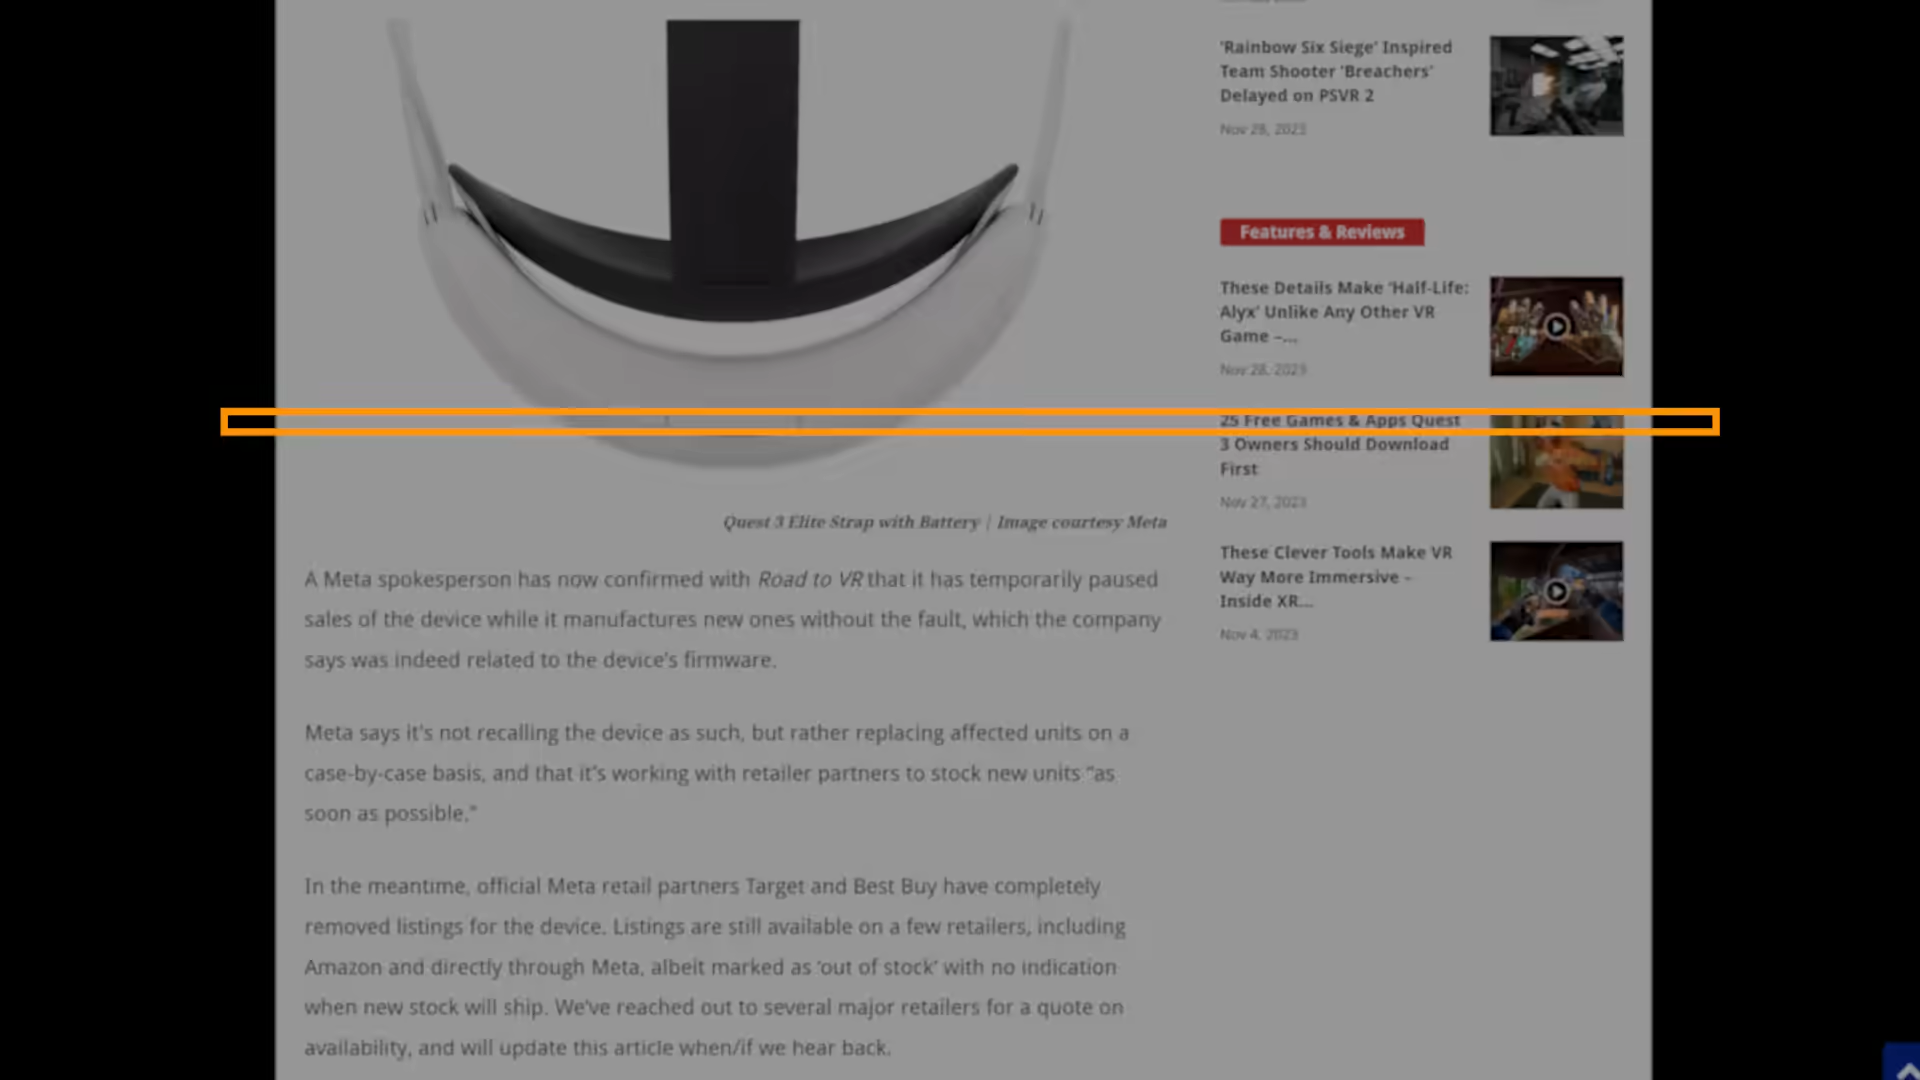 'Rainbow Six Siege' Inspired
Team Shooter 'Breachers'
Delayed on PSVR 2
Nov 28, 2023
Features & Reviews
These Details Make 'Half-Life:
Alyx' Unlike Any Other VR
Game –...
Nov 28, 2023
25 Free Games & Apps Quest
3 Owners Should Download
First
Nov 27, 2023
These Clever Tools Make VR
Way More Immersive –
Inside XR...
Nov 4, 2023
Quest 3 Elite Strap with Battery | Image courtesy Meta
A Meta spokesperson has now confirmed with Road to VR that it has temporarily paused
sales of the device while it manufactures new ones without the fault, which the company
says was indeed related to the device's firmware.
Meta says it's not recalling the device as such, but rather replacing affected units on a
case-by-case basis, and that it's working with retailer partners to stock new units "as
soon as possible."
In the meantime, official Meta retail partners Target and Best Buy have completely
removed listings for the device. Listings are still available on a few retailers, including
Amazon and directly through Meta, albeit marked as 'out of stock' with no indication
when new stock will ship. We've reached out to several major retailers for a quote on
availability, and will update this article when/if we hear back.